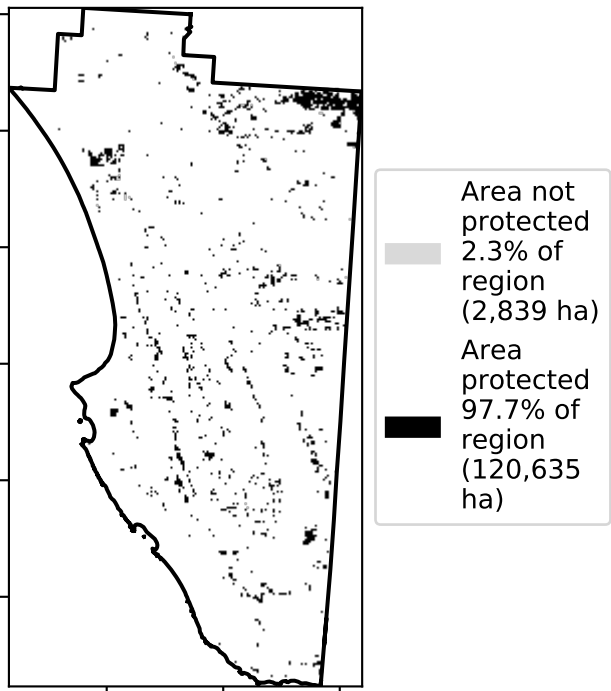 Area not
protected
2.3% of
region
(2,839 ha)
Area
protected
97.7% of
region
(120,635
ha)